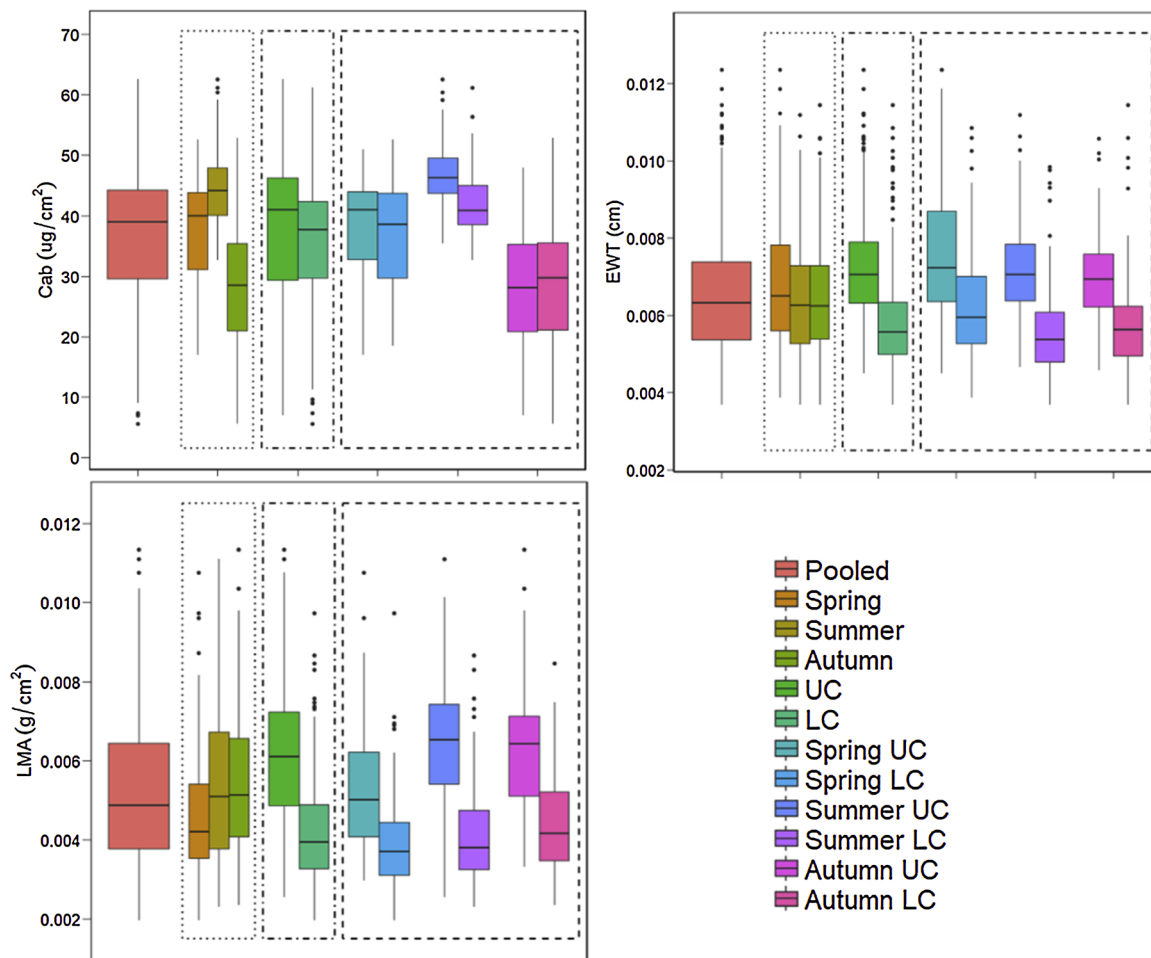 70
60
50
40
30
20
10
0
Cab (ug/cm²)
0.012
0.010
0.008
0.006
0.004
0.002
EWT (cm)
0.012
0.010
0.008
0.006
0.004
0.002
LMA (g/cm²)
Pooled
Spring
Summer
Autumn
UC
LC
Spring UC
Spring LC
Summer UC
Summer LC
Autumn UC
Autumn LC